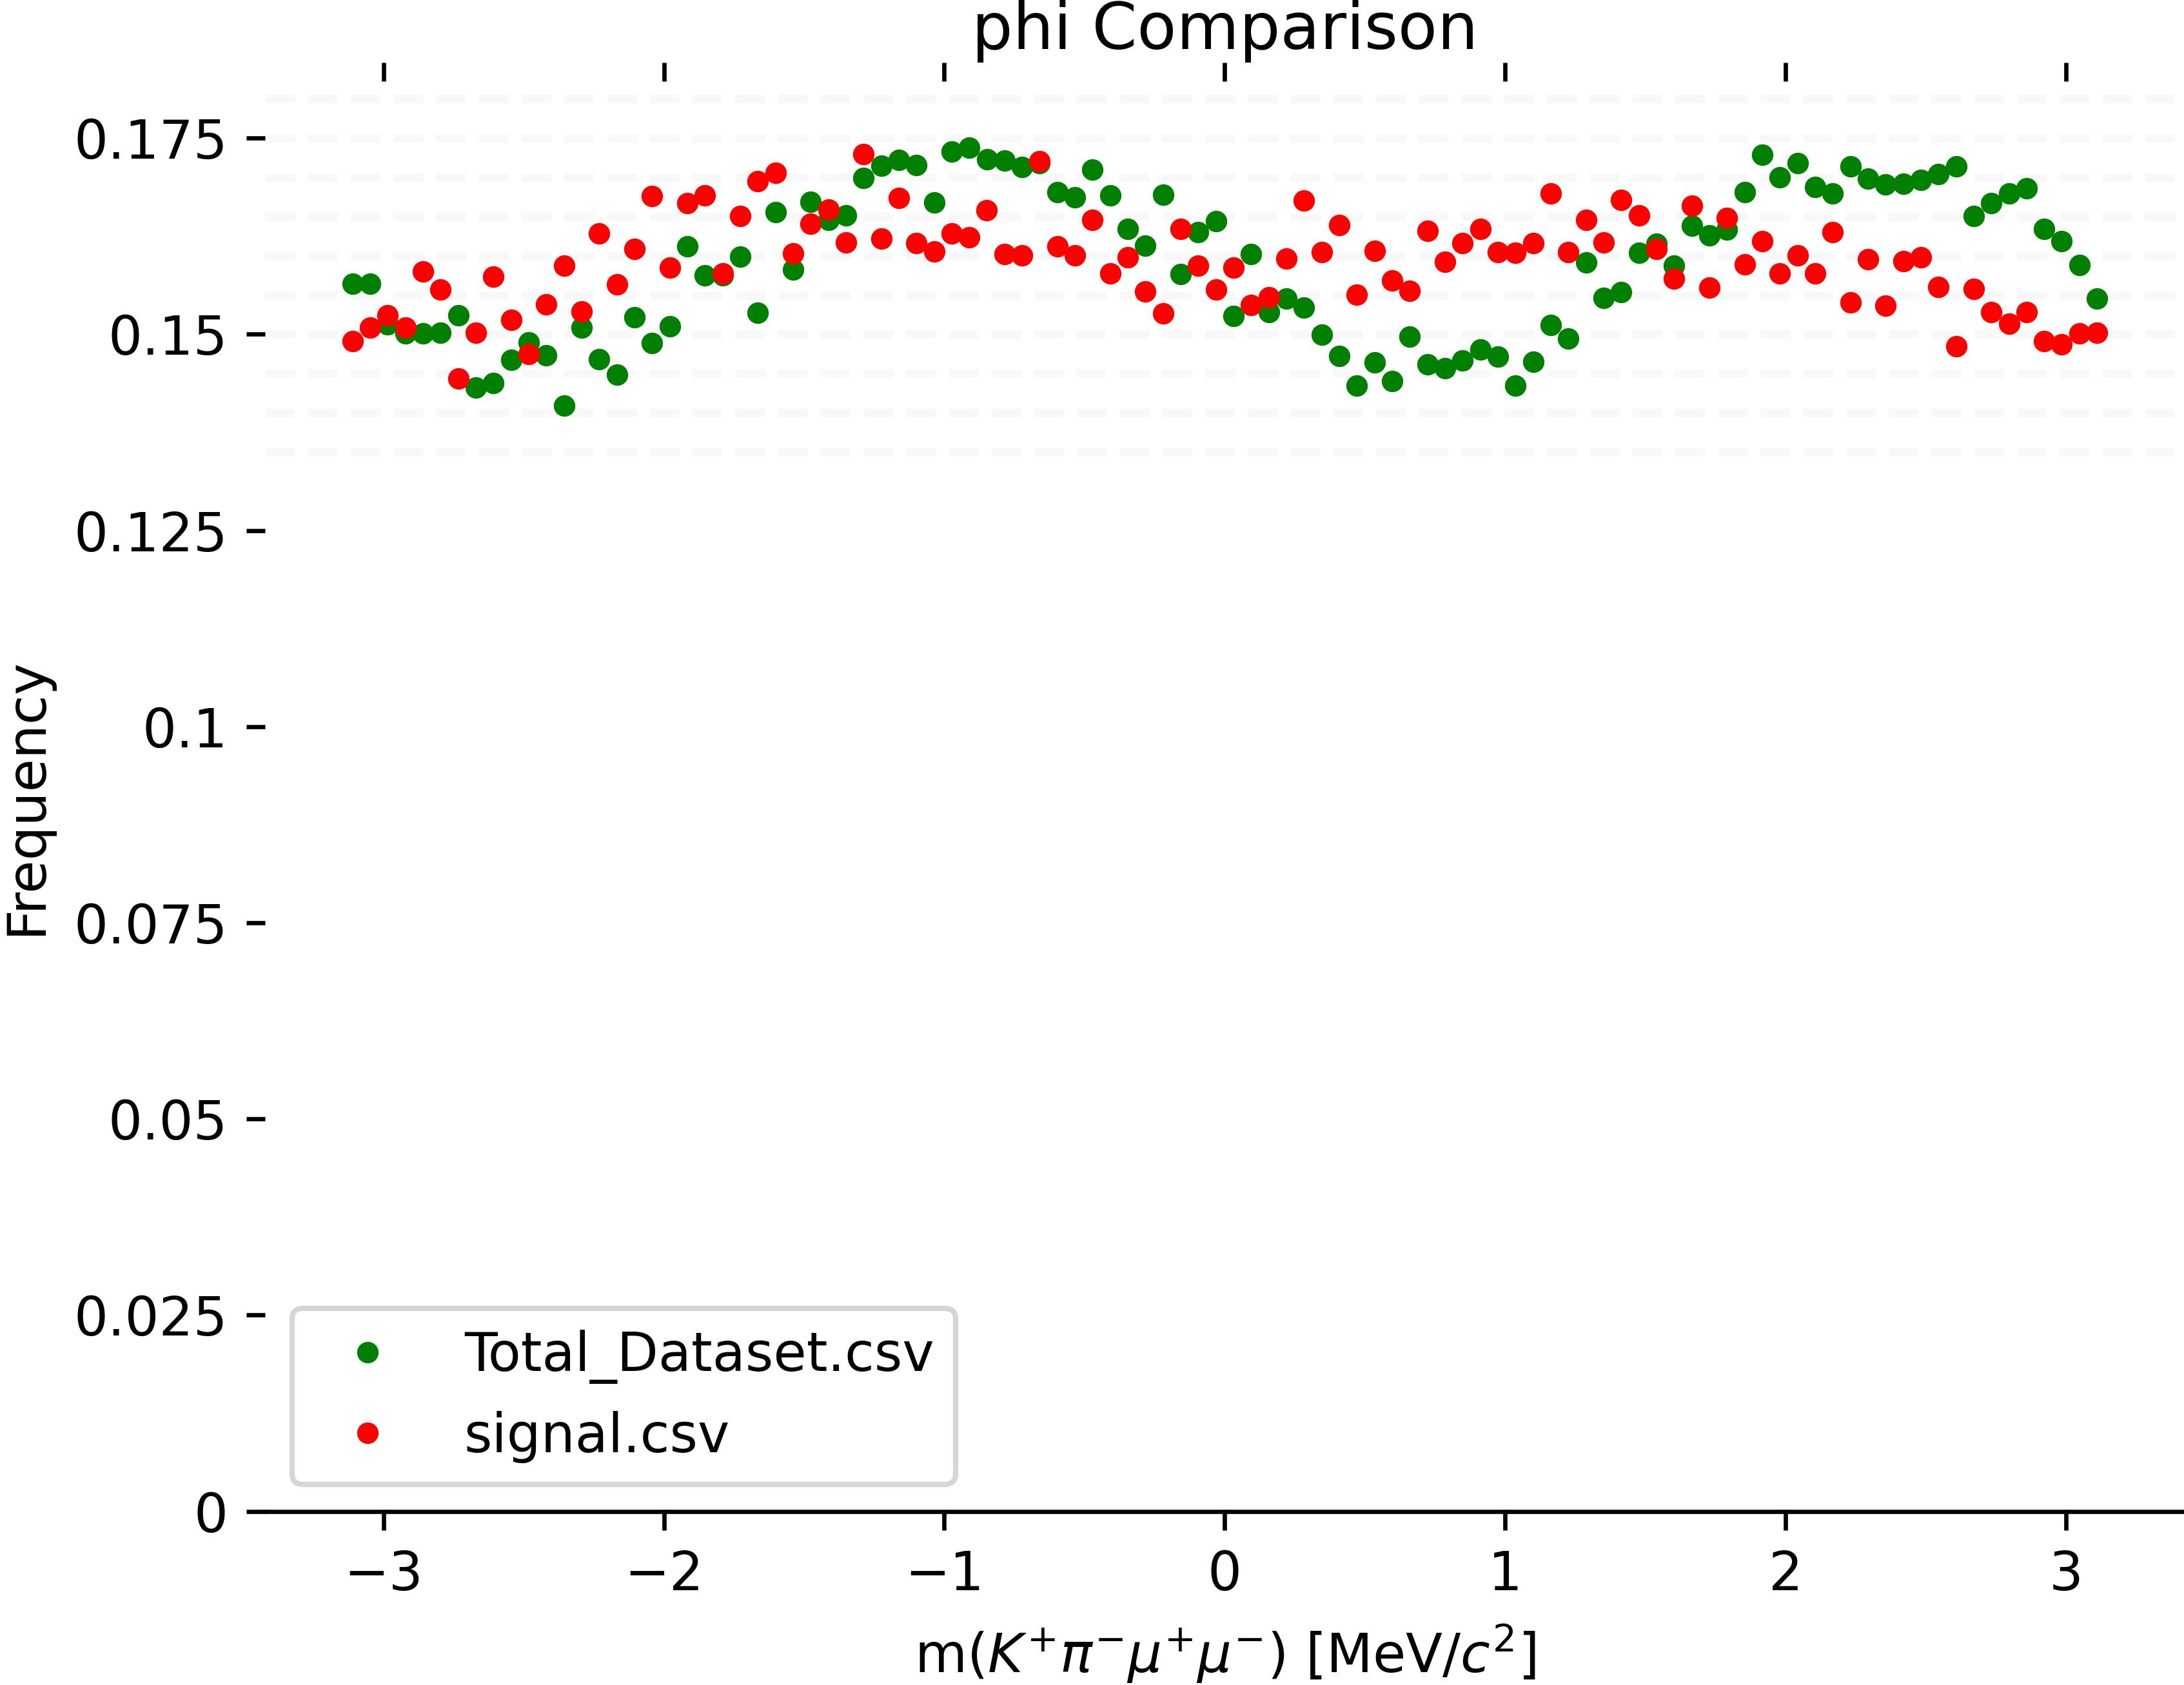 phi Comparison
0.175
0.15
0.125
0.1
0.075
0.05
0.025
0
Frequency
Total_Dataset.csv
signal.csv
−3 −2 −1 0 1 2 3
m(K⁺π⁻μ⁺μ⁻) [MeV/c²]